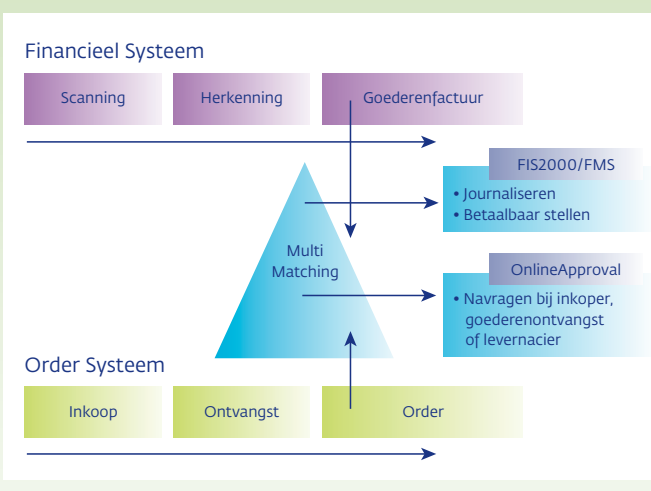 Financieel Systeem
Scanning
Herkenning
Goederenfactuur
FIS2000/FMS
• Journaliseren
• Betaalbaar stellen
Multi
Matching
OnlineApproval
• Navragen bij inkoper,
goederenontvangst
of levernacier
Order Systeem
Inkoop
Ontvangst
Order